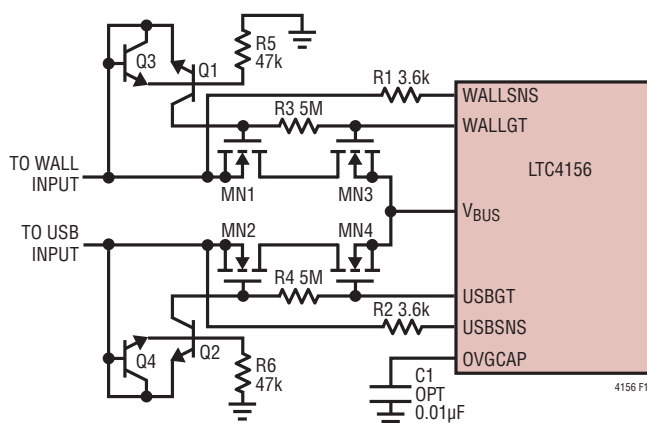 R5
47k
Q3
Q1
R1 3.6k
WALLSNS
R3 5M
WALLGT
LTC4156
TO WALL
INPUT
MN1
MN3
VBUS
TO USB
INPUT
MN2
MN4
R4 5M
USBGT
R2 3.6k
USBSNS
Q4
Q2
R6
47k
OVGCAP
C1
OPT
0.01µF
4156 F1